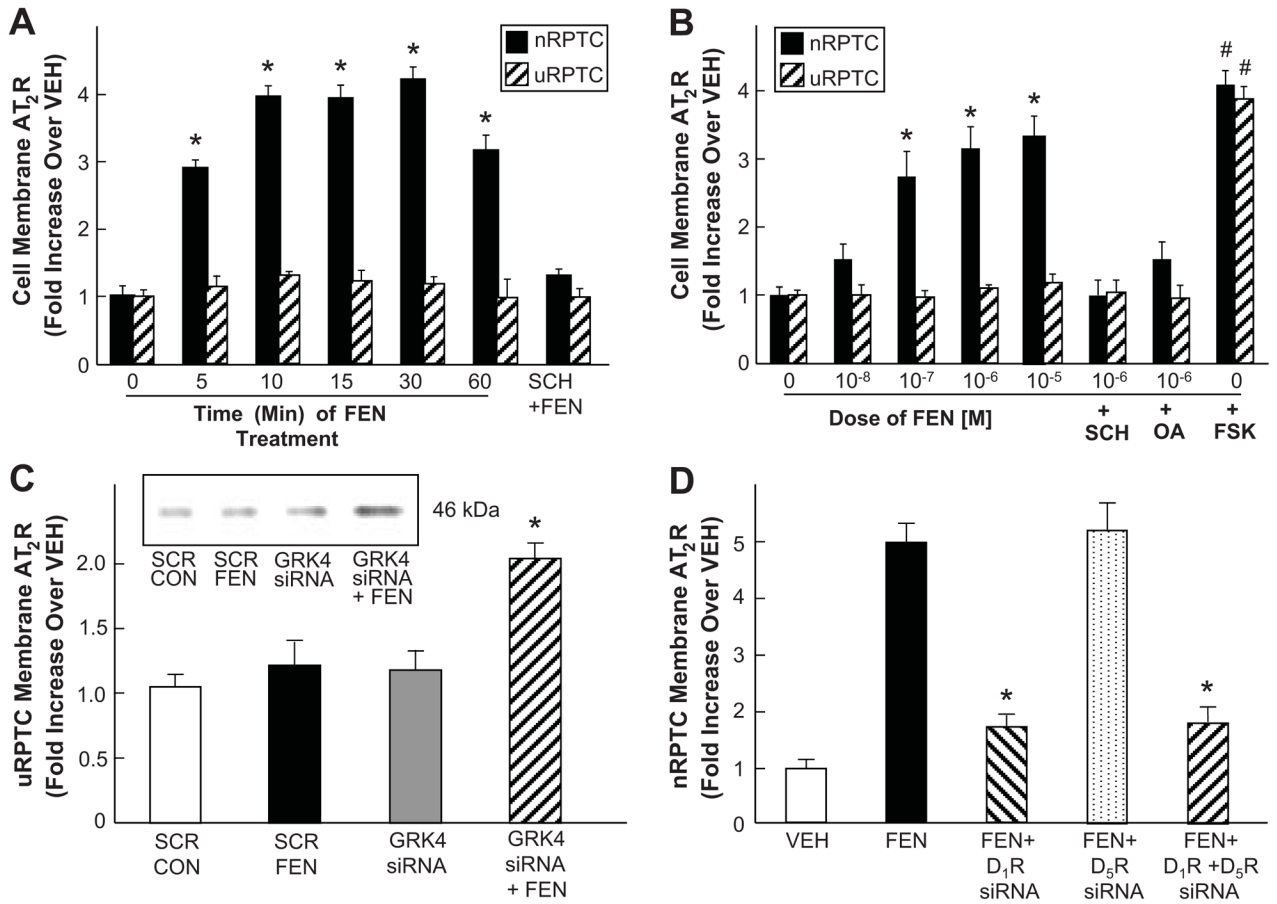 A
Cell Membrane AT2R
(Fold Increase Over VEH)
nRPTC
uRPTC
4
3
2
1
0
*
*
*
*
*
0 5 10 15 30 60 SCH
+FEN
Time (Min) of FEN
Treatment
B
Cell Membrane AT2R
(Fold Increase Over VEH)
nRPTC
uRPTC
4
3
2
1
0
*
*
*
#
#
0 10-8 10-7 10-6 10-5 10-6 10-6 0
+ + +
SCH OA FSK
Dose of FEN [M]
C
uRPTC Membrane AT2R
(Fold Increase Over VEH)
46 kDa
SCR SCR GRK4 GRK4
CON FEN siRNA siRNA
+ FEN
2.0
1.5
1.0
0.5
0
*
SCR SCR GRK4 GRK4
CON FEN siRNA siRNA
+ FEN
D
nRPTC Membrane AT2R
(Fold Increase Over VEH)
5
4
3
2
1
0
*
*
VEH FEN FEN+ FEN+ FEN+
D1R D5R D1R +D5R
siRNA siRNA siRNA